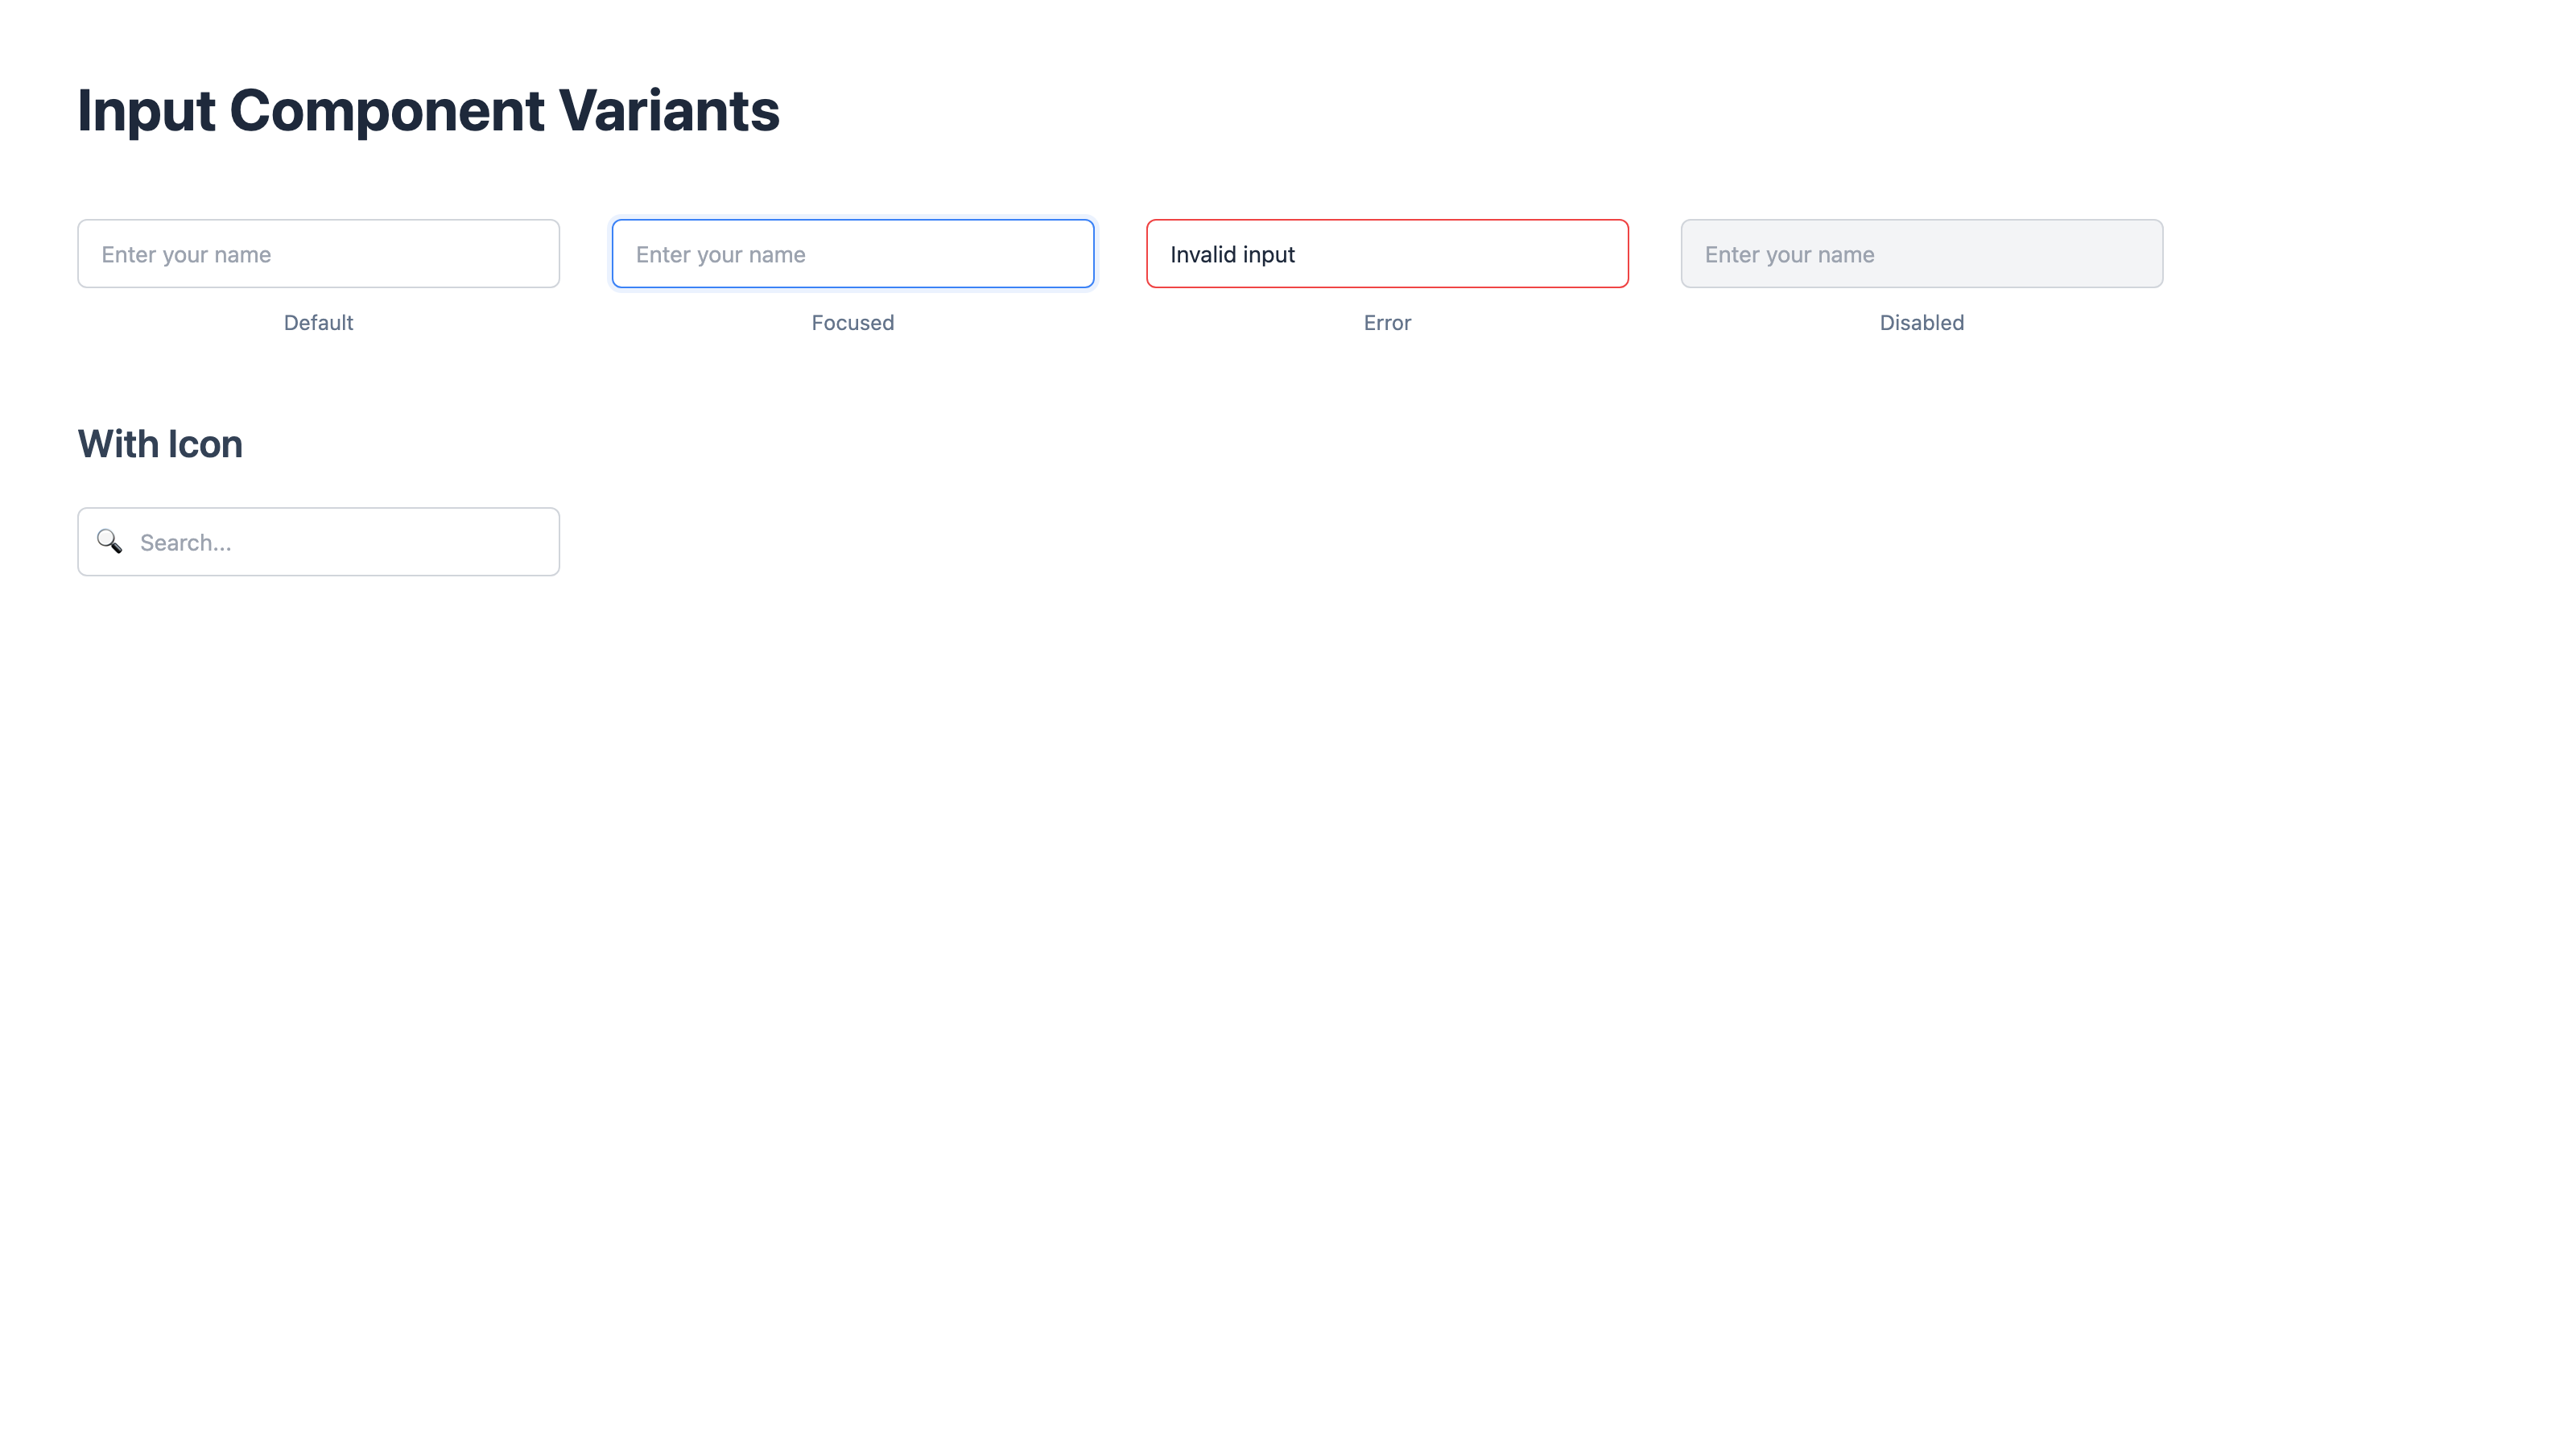 Input Component Variants
Enter your name
Enter your name
Invalid input
Enter your name
Default
Focused
Error
Disabled
With Icon
Search...